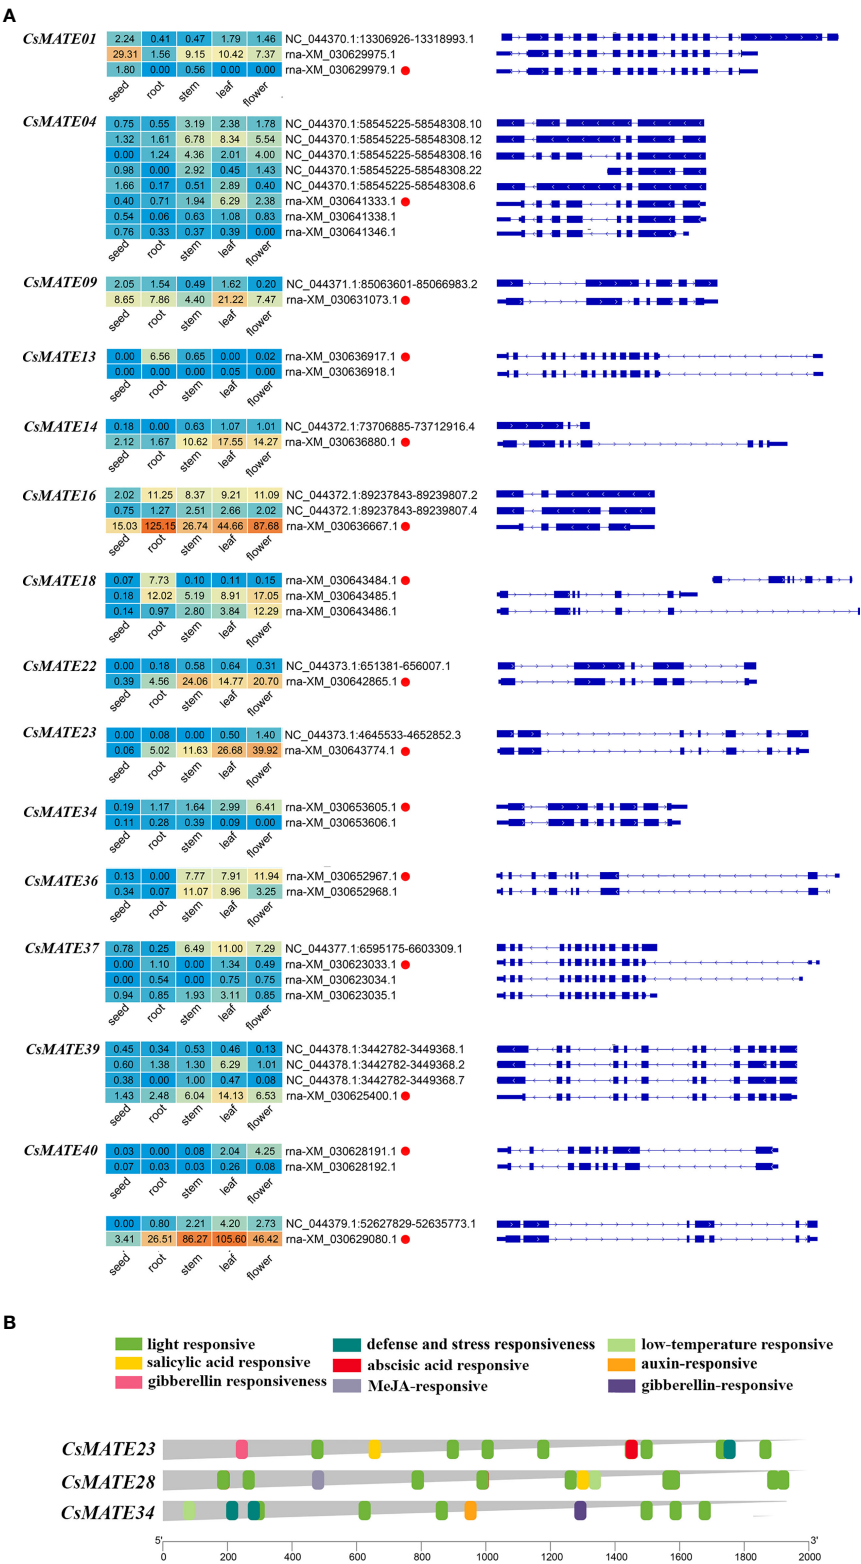 A
CsMATE01
2.24 0.41 0.47 1.79 1.46 NC_044370.1:13306926-13318993.1
29.31 1.56 9.15 10.42 7.37 rna-XM_030629975.1
1.80 0.00 0.56 0.00 0.00 rna-XM_030629979.1
seed root stem leaf flower
CsMATE04
0.75 0.55 3.19 2.38 1.78 NC_044370.1:58545225-58548308.10
1.32 1.61 6.78 8.34 5.54 NC_044370.1:58545225-58548308.12
0.00 1.24 4.36 2.01 4.00 NC_044370.1:58545225-58548308.16
0.98 0.00 2.92 0.45 1.43 NC_044370.1:58545225-58548308.22
1.66 0.17 0.51 2.89 0.40 NC_044370.1:58545225-58548308.6
0.40 0.71 1.94 6.29 2.38 rna-XM_030641333.1
0.54 0.06 0.63 1.08 0.83 rna-XM_030641338.1
0.76 0.33 0.37 0.39 0.00 rna-XM_030641346.1
seed root stem leaf flower
CsMATE09
2.05 1.54 0.49 1.62 0.20 NC_044371.1:85063601-85066983.2
8.65 7.86 4.40 21.22 7.47 rna-XM_030631073.1
seed root stem leaf flower
CsMATE13
0.00 6.56 0.65 0.00 0.02 rna-XM_030636917.1
0.00 0.00 0.00 0.05 0.00 rna-XM_030636918.1
seed root stem leaf flower
CsMATE14
0.18 0.00 0.63 1.07 1.01 NC_044372.1:73706885-73712916.4
2.12 1.67 10.62 17.55 14.27 rna-XM_030636880.1
seed root stem leaf flower
CsMATE16
2.02 11.25 8.37 9.21 11.09 NC_044372.1:89237843-89239807.2
0.75 1.27 2.51 2.66 2.02 NC_044372.1:89237843-89239807.4
15.03 125.15 26.74 44.66 87.68 rna-XM_030636667.1
seed root stem leaf flower
CsMATE18
0.07 7.73 0.10 0.11 0.15 rna-XM_030643484.1
0.18 12.02 5.19 8.91 17.05 rna-XM_030643485.1
0.14 0.97 2.80 3.84 12.29 rna-XM_030643486.1
seed root stem leaf flower
CsMATE22
0.00 0.18 0.58 0.64 0.31 NC_044373.1:651381-656007.1
0.39 4.56 24.06 14.77 20.70 rna-XM_030642865.1
seed root stem leaf flower
CsMATE23
0.00 0.08 0.00 0.50 1.40 NC_044373.1:4645533-4652852.3
0.06 5.02 11.63 26.68 39.92 rna-XM_030643774.1
seed root stem leaf flower
CsMATE34
0.19 1.17 1.64 2.99 6.41 rna-XM_030653605.1
0.11 0.28 0.39 0.09 0.00 rna-XM_030653606.1
seed root stem leaf flower
CsMATE36
0.13 0.00 7.77 7.91 11.94 rna-XM_030652967.1
0.34 0.07 11.07 8.96 3.25 rna-XM_030652968.1
seed root stem leaf flower
CsMATE37
0.78 0.25 6.49 11.00 7.29 NC_044377.1:6595175-6603309.1
0.00 1.10 0.00 1.34 0.49 rna-XM_030623033.1
0.00 0.54 0.00 0.75 0.75 rna-XM_030623034.1
0.94 0.85 1.93 3.11 0.85 rna-XM_030623035.1
seed root stem leaf flower
CsMATE39
0.45 0.34 0.53 0.46 0.13 NC_044378.1:3442782-3449368.1
0.60 1.38 1.30 6.29 1.01 NC_044378.1:3442782-3449368.2
0.38 0.00 1.00 0.47 0.08 NC_044378.1:3442782-3449368.7
1.43 2.48 6.04 14.13 6.53 rna-XM_030625400.1
seed root stem leaf flower
CsMATE40
0.03 0.00 0.08 2.04 4.25 rna-XM_030628191.1
0.07 0.03 0.03 0.26 0.08 rna-XM_030628192.1
seed root stem leaf flower
0.00 0.80 2.21 4.20 2.73 NC_044379.1:52627829-52635773.1
3.41 26.51 86.27 105.60 46.42 rna-XM_030629080.1
seed root stem leaf flower
B
light responsive defense and stress responsiveness low-temperature responsive
salicylic acid responsive abscisic acid responsive auxin-responsive
gibberellin responsiveness MeJA-responsive gibberellin-responsive
CsMATE23
CsMATE28
CsMATE34
5' 3'
0 200 400 600 800 1000 1200 1400 1600 1800 2000